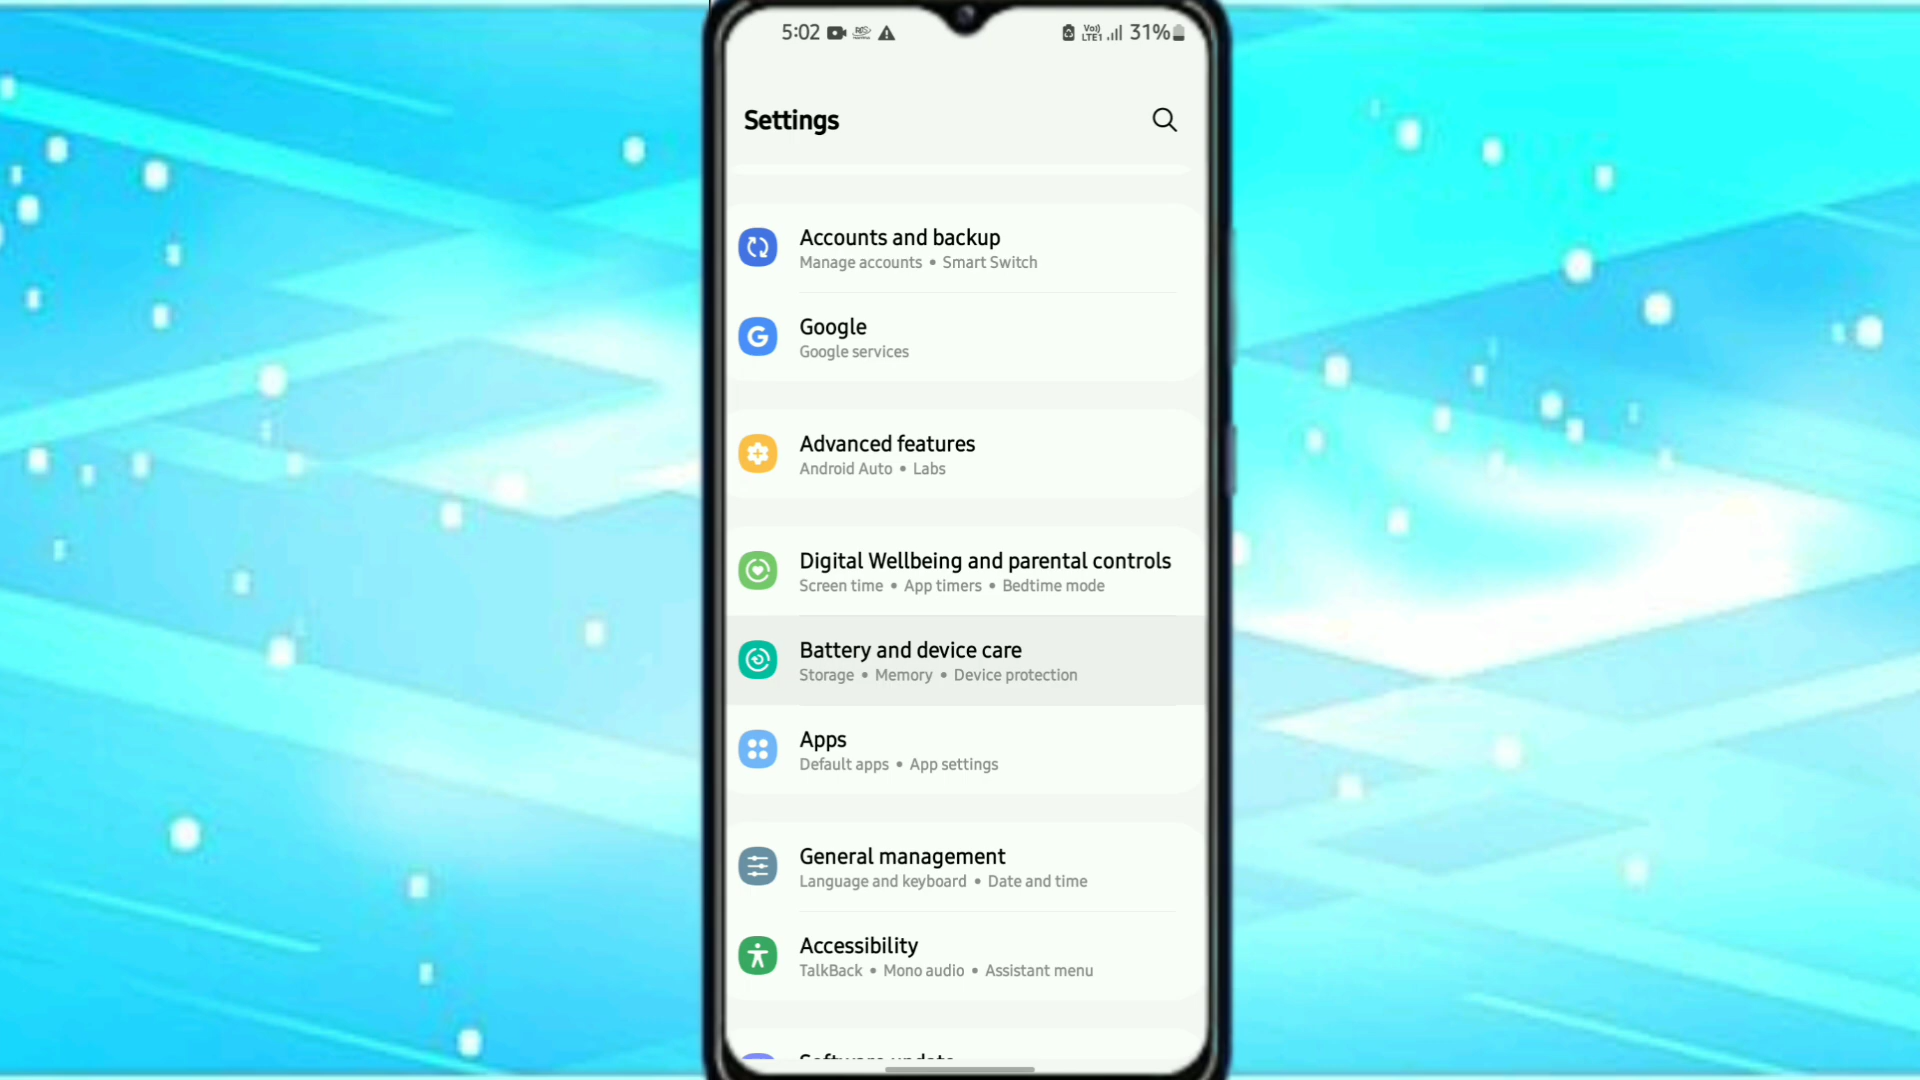 5:02 Vo) LTE1 31%
Settings
Accounts and backup
Manage accounts • Smart Switch
Google
Google services
Advanced features
Android Auto • Labs
Digital Wellbeing and parental controls
Screen time • App timers • Bedtime mode
Battery and device care
Storage • Memory • Device protection
Apps
Default apps • App settings
General management
Language and keyboard • Date and time
Accessibility
TalkBack • Mono audio • Assistant menu
Software update